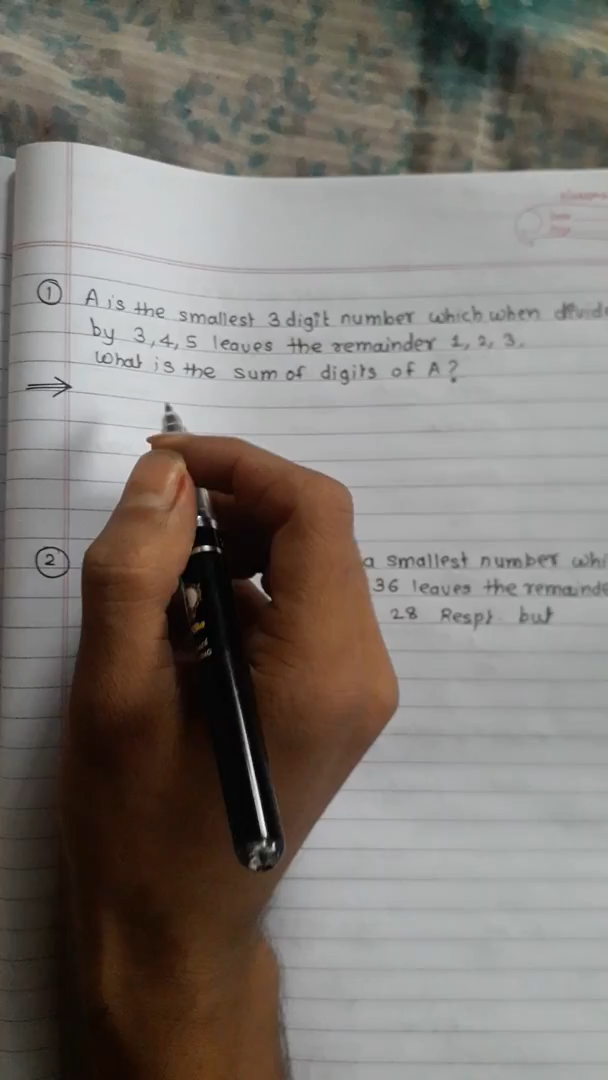 ① A is the smallest 3 digit number which when divide
by 3, 4, 5 leaves the remainder 1, 2, 3.
What is the sum of digits of A?
⇒
② a smallest number whi
36 leaves the remainde
28 Resp. but